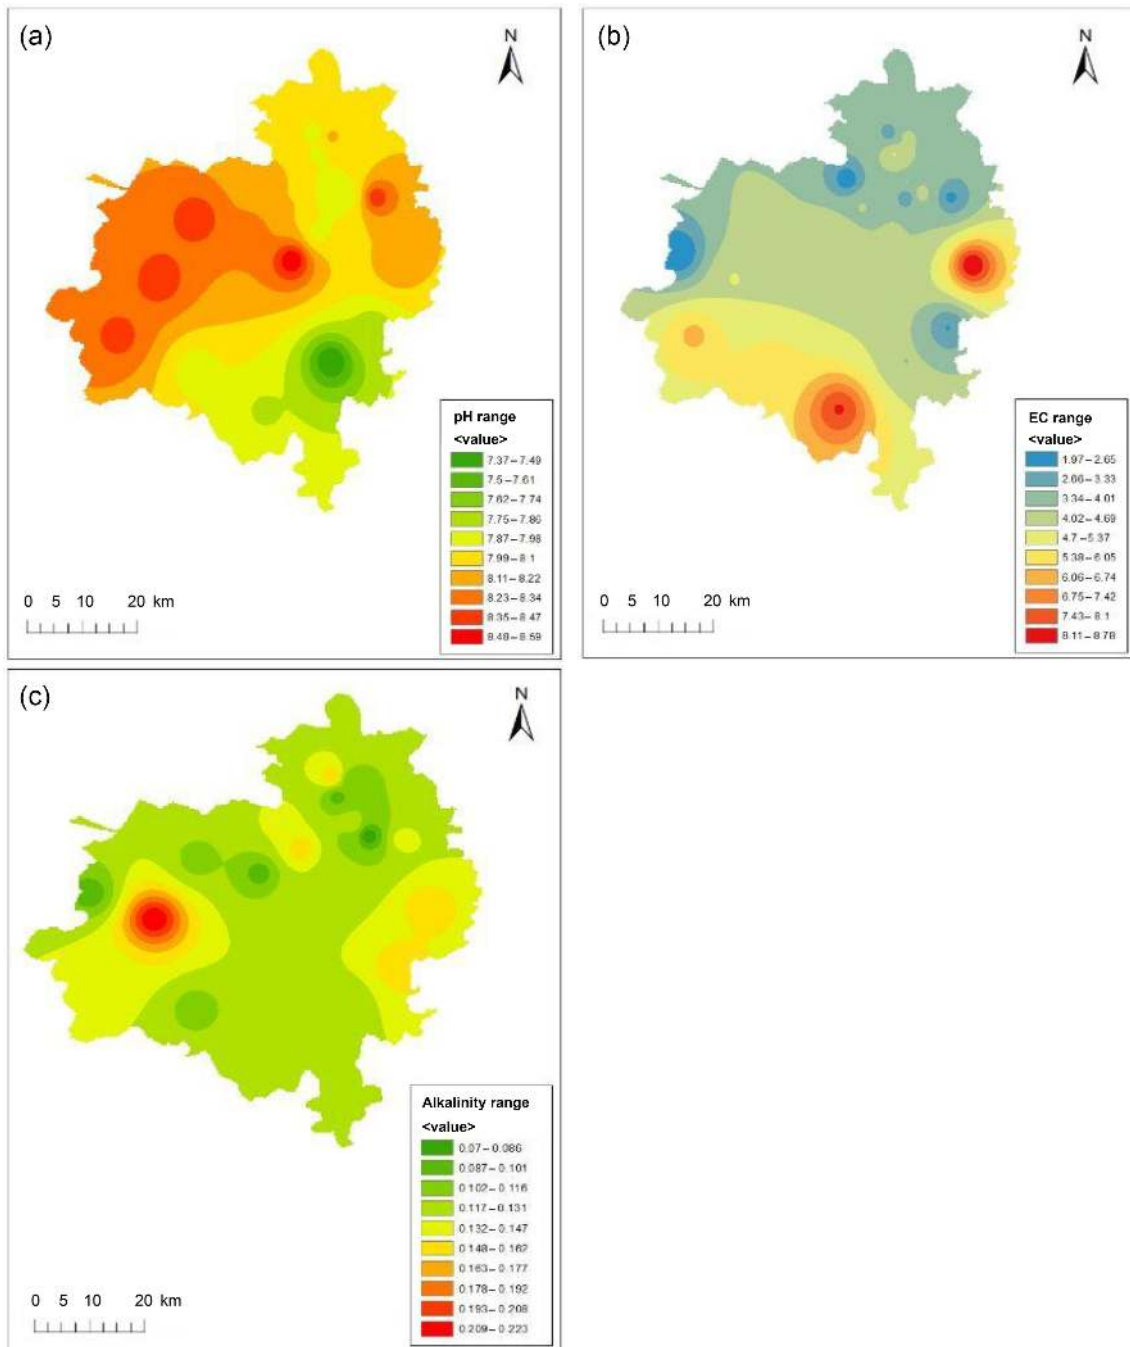 (a)
N
pH range
<value>
7.37–7.49
7.5–7.61
7.62–7.74
7.75–7.86
7.87–7.98
7.99–8.1
8.11–8.22
8.23–8.34
8.35–8.47
8.48–8.59
0 5 10 20 km
(b)
N
EC range
<value>
1.97–2.65
2.66–3.33
3.34–4.01
4.02–4.69
4.7–5.37
5.38–6.05
6.06–6.74
6.75–7.42
7.43–8.1
8.11–8.78
0 5 10 20 km
(c)
N
Alkalinity range
<value>
0.07–0.086
0.087–0.101
0.102–0.116
0.117–0.131
0.132–0.147
0.148–0.162
0.163–0.177
0.178–0.192
0.193–0.208
0.209–0.223
0 5 10 20 km